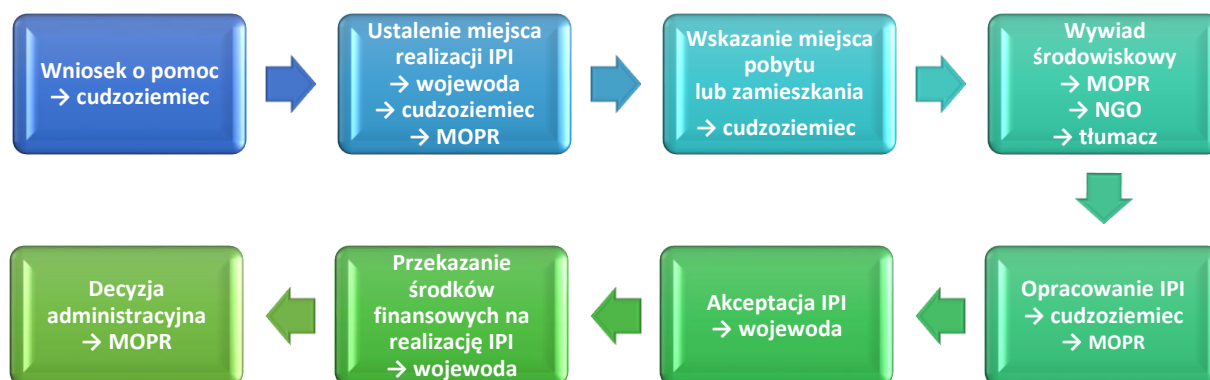 Wniosek o pomoc
→ cudzoziemiec
Ustalenie miejsca
realizacji IPI
→ wojewoda
→ cudzoziemiec
→ MOPR
Wskazanie miejsca
pobytu
lub zamieszkania
→ cudzoziemiec
Wywiad
środowiskowy
→ MOPR
→ NGO
→ tłumacz
Opracowanie IPI
→ cudzoziemiec
→ MOPR
Akceptacja IPI
→ wojewoda
Przekazanie
środków
finansowych na
realizację IPI
→ wojewoda
Decyzja
administracyjna
→ MOPR